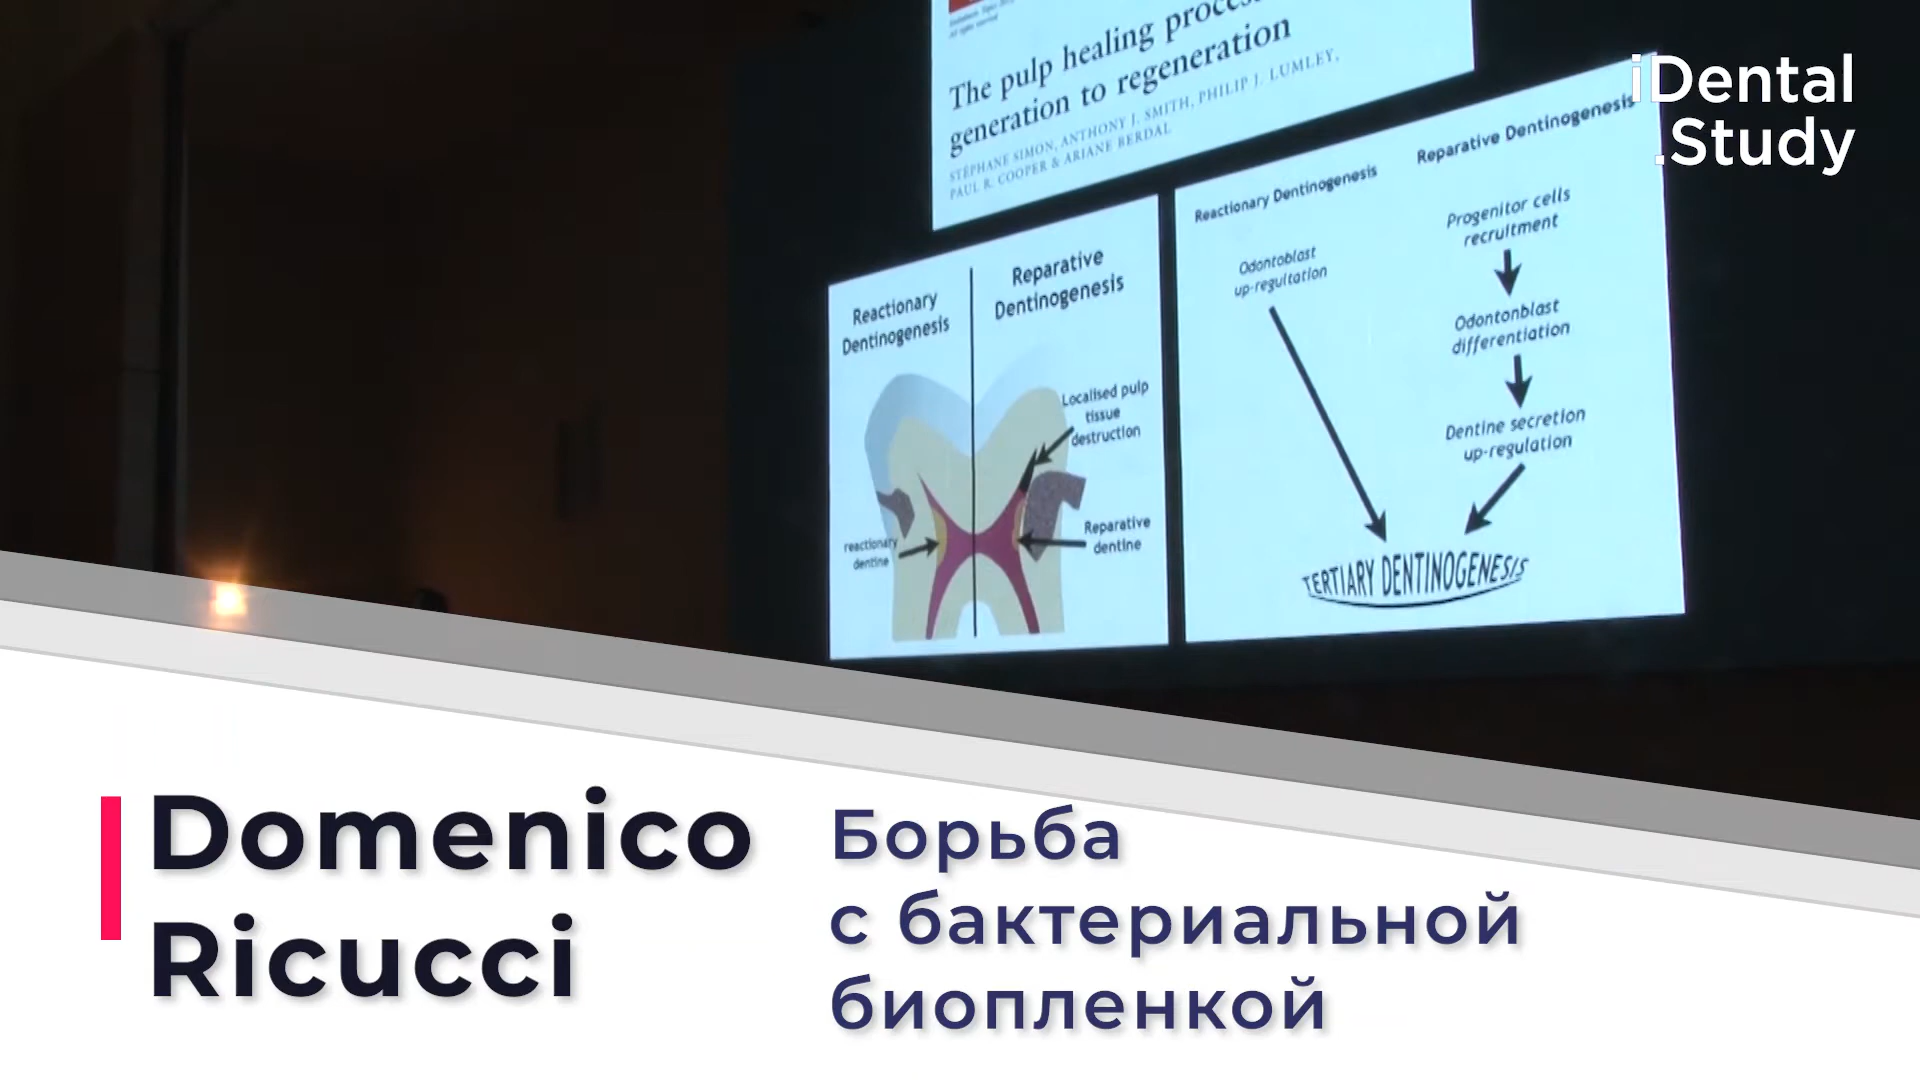 The pulp healing
generation to regeneration
STÉPHANE SIMON, ANTHONY J. SMITH, PHILIP J. LUMLEY,
PAUL R. COOPER & ARIANE BERDAL
iDental
.Study
Reactionary
Dentinogenesis
Reparative
Dentinogenesis
Localised pulp
tissue
destruction
reactionary
dentine
Reparative
dentine
Reactionary Dentinogenesis
Reparative Dentinogenesis
Odontoblast
up-regultation
Progenitor cells
recruitment
Odontonblast
differentiation
Dentine secretion
up-regulation
TERTIARY DENTINOGENESIS
Domenico
Ricucci
Борьба
с бактериальной
биопленкой